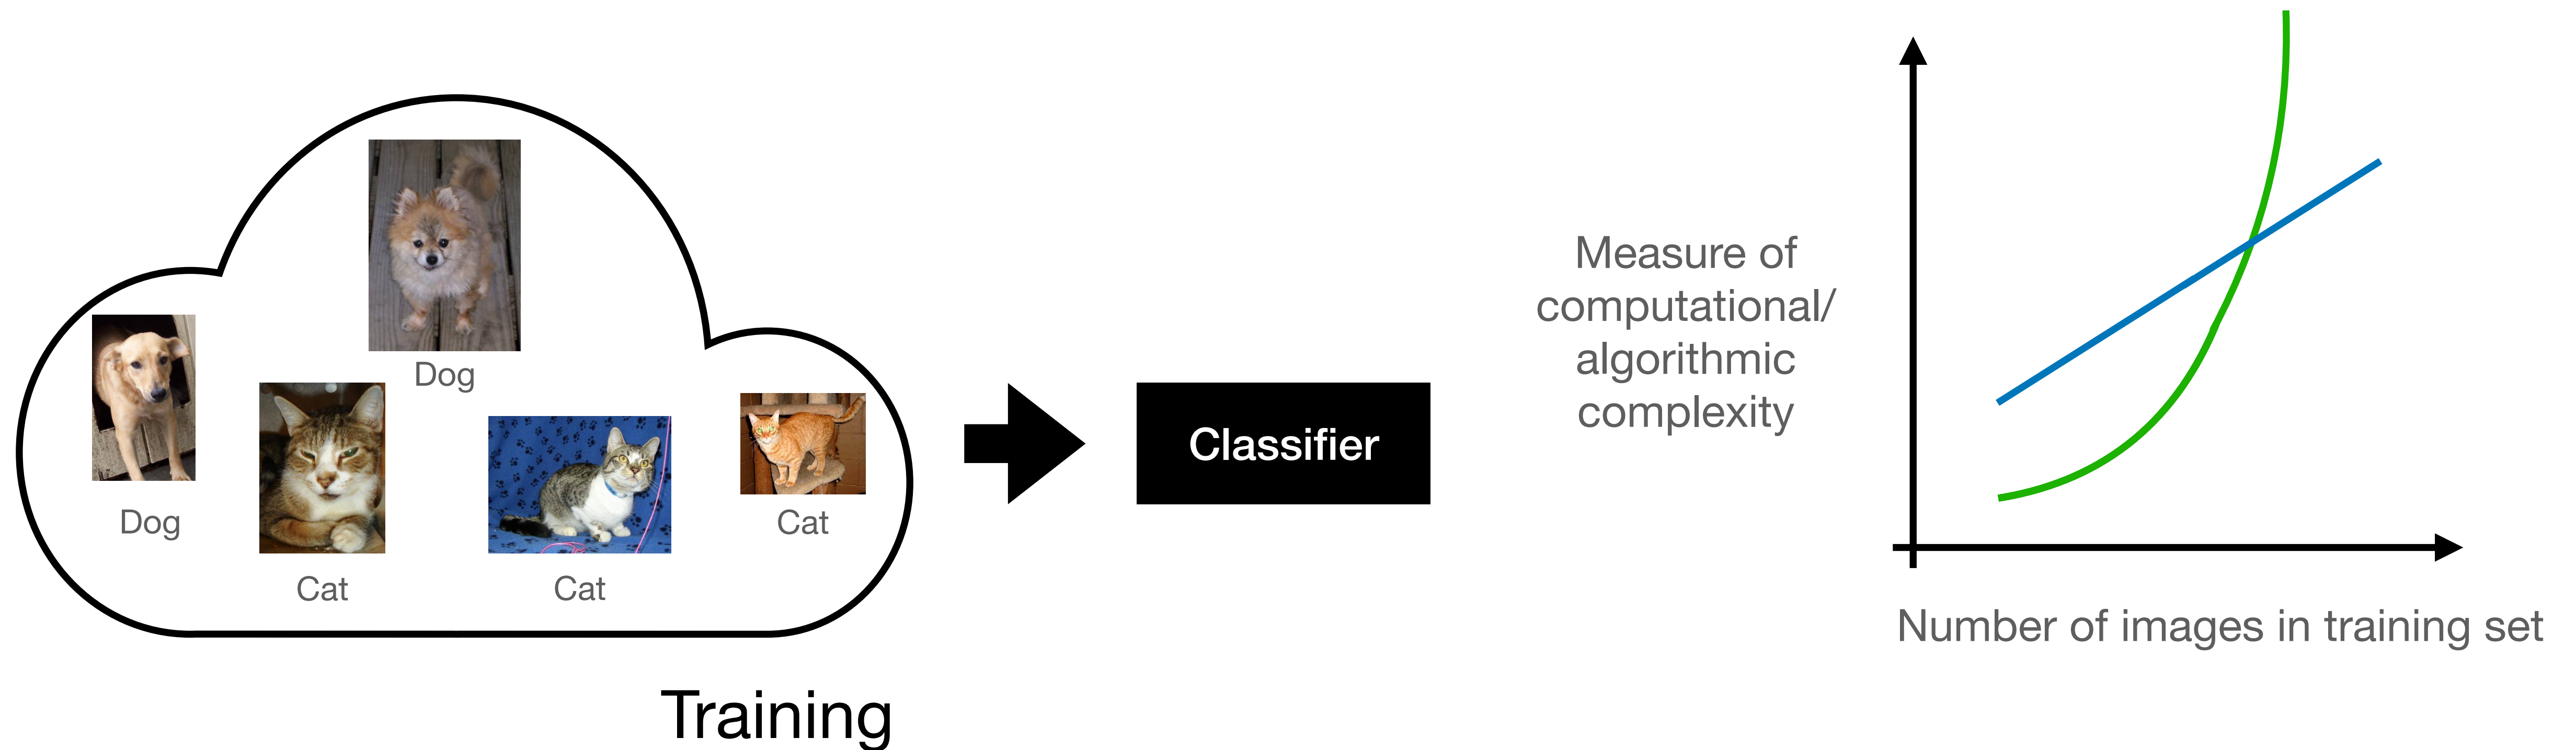 Dog
Dog
Cat
Cat
Cat
Training
Classifier
Measure of
computational/
algorithmic
complexity
Number of images in training set